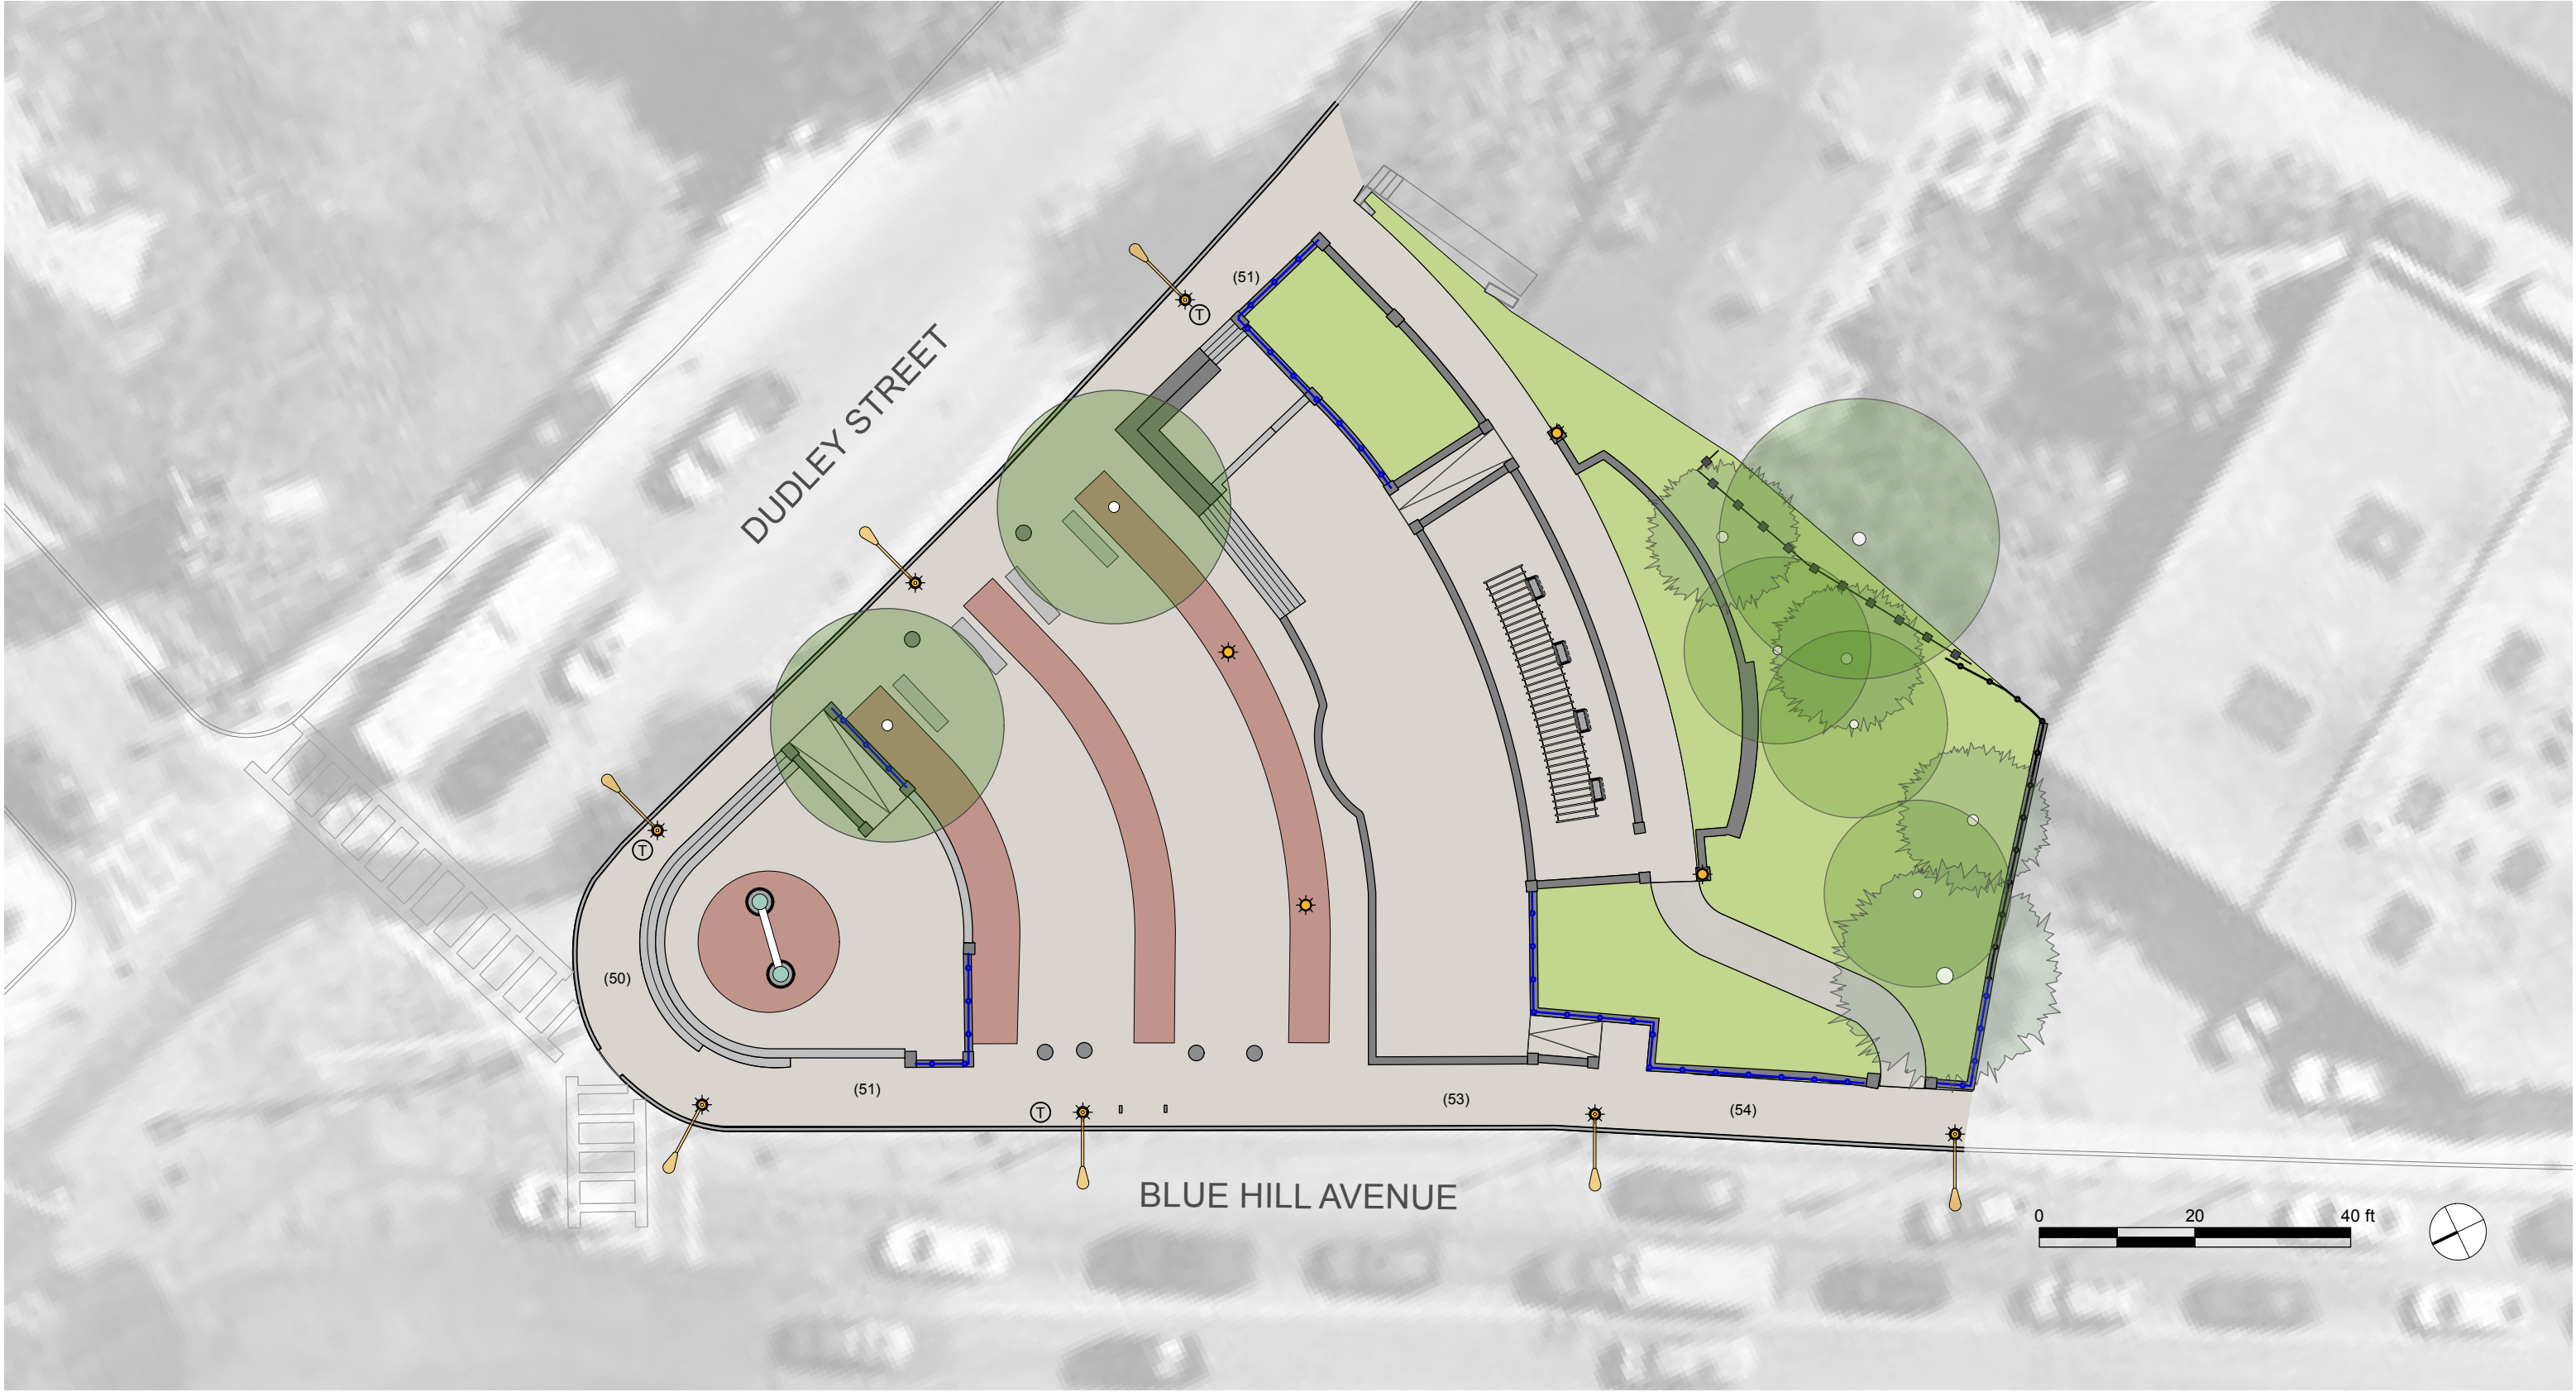 (51)
T
DUDLEY STREET
T
(50)
(51)
T
(53)
(54)
BLUE HILL AVENUE
0 20 40 ft